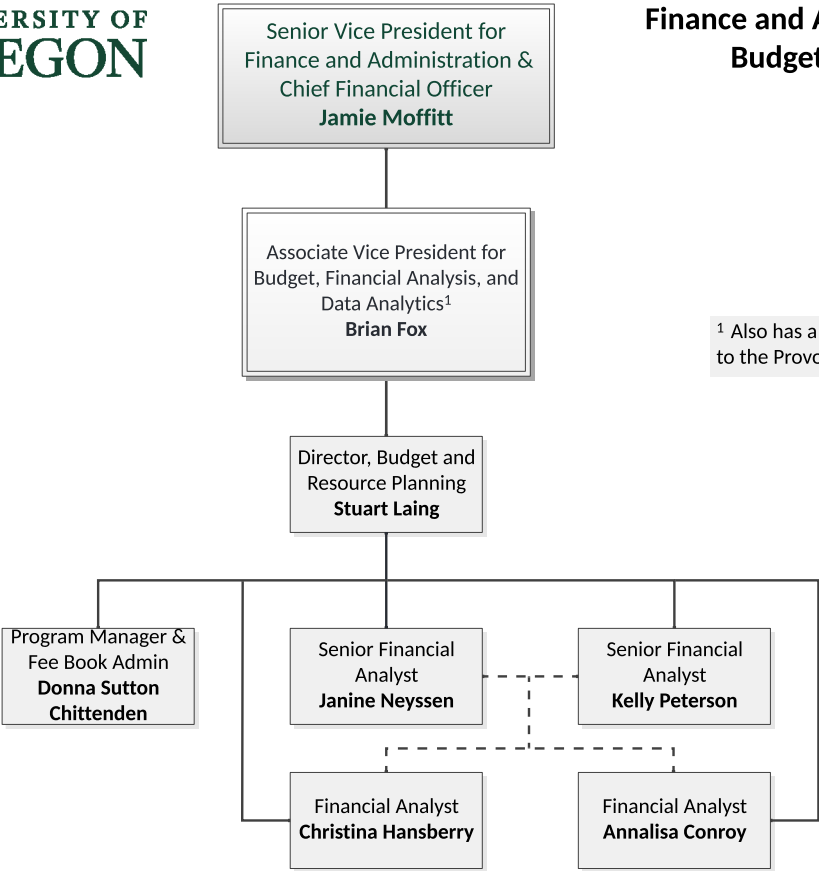 ERSITY OF
EGON
Finance and A
Budget
Senior Vice President for
Finance and Administration &
Chief Financial Officer
Jamie Moffitt
Associate Vice President for
Budget, Financial Analysis, and
Data Analytics¹
Brian Fox
¹ Also has a
to the Provo
Director, Budget and
Resource Planning
Stuart Laing
Program Manager &
Fee Book Admin
Donna Sutton
Chittenden
Senior Financial
Analyst
Janine Neyssen
Senior Financial
Analyst
Kelly Peterson
Financial Analyst
Christina Hansberry
Financial Analyst
Annalisa Conroy